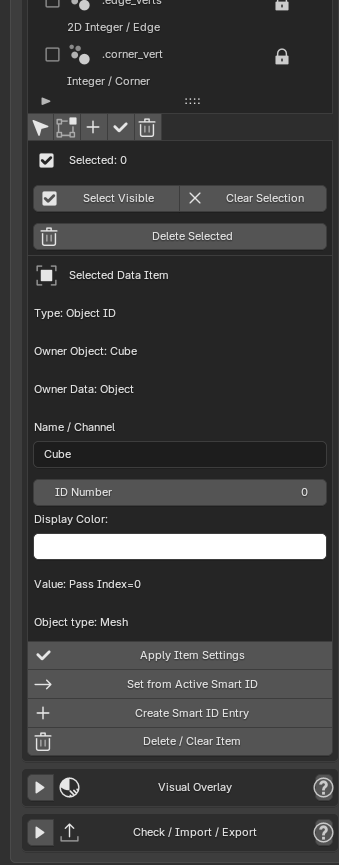 .edge_verts
2D Integer / Edge
.corner_vert
Integer / Corner
Selected: 0
Select Visible
Clear Selection
Delete Selected
Selected Data Item
Type: Object ID
Owner Object: Cube
Owner Data: Object
Name / Channel
Cube
ID Number 0
Display Color:
Value: Pass Index=0
Object type: Mesh
Apply Item Settings
Set from Active Smart ID
Create Smart ID Entry
Delete / Clear Item
Visual Overlay
Check / Import / Export